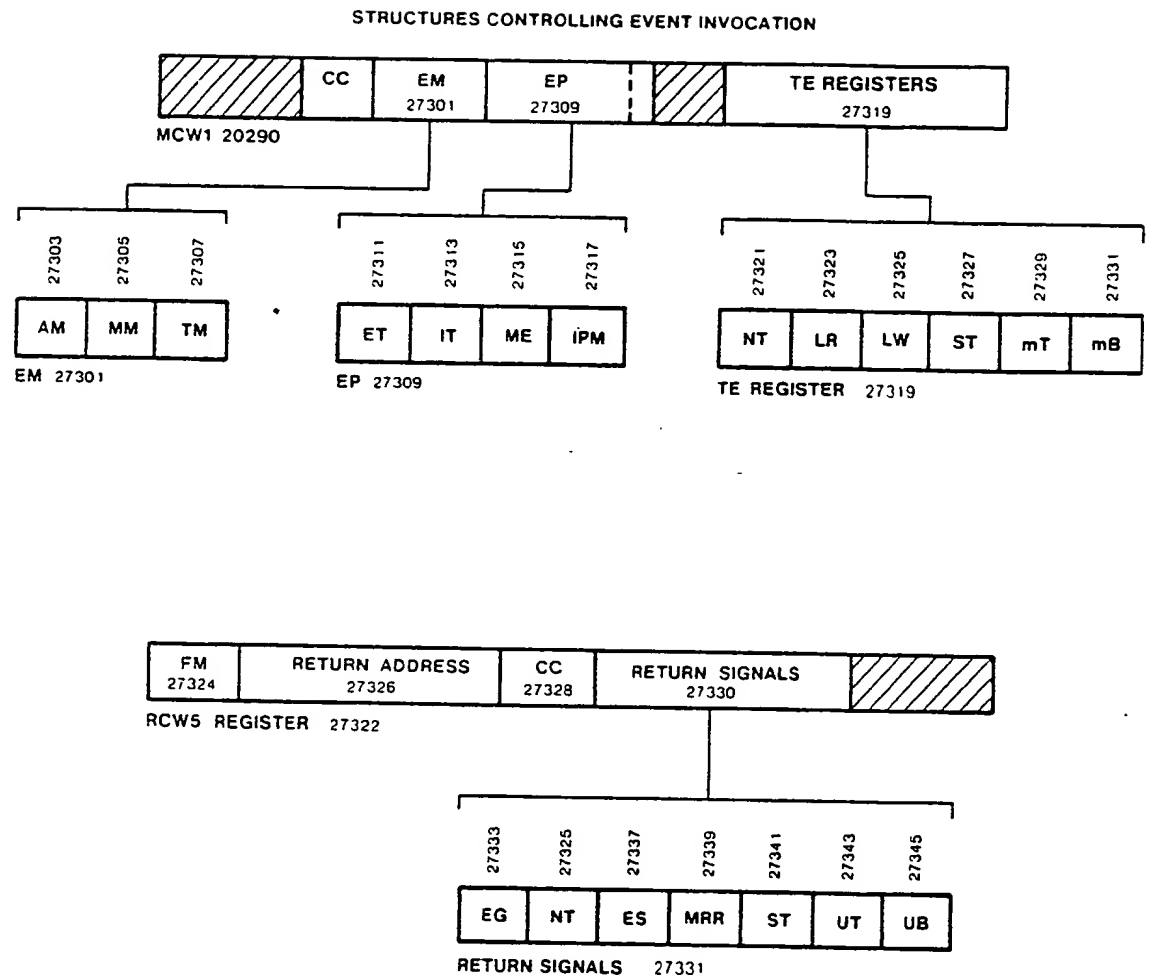 STRUCTURES CONTROLLING EVENT INVOCATION
CC
EM
27301
EP
27309
TE REGISTERS
27319
MCW1 20290
27303
27305
27307
AM
MM
TM
EM 27301
27311
27313
27315
27317
ET
IT
ME
IPM
EP 27309
27321
27323
27325
27327
27329
27331
NT
LR
LW
ST
mT
mB
TE REGISTER 27319
FM
27324
RETURN ADDRESS
27326
CC
27328
RETURN SIGNALS
27330
RCW5 REGISTER 27322
27333
27325
27337
27339
27341
27343
27345
EG
NT
ES
MRR
ST
UT
UB
RETURN SIGNALS 27331